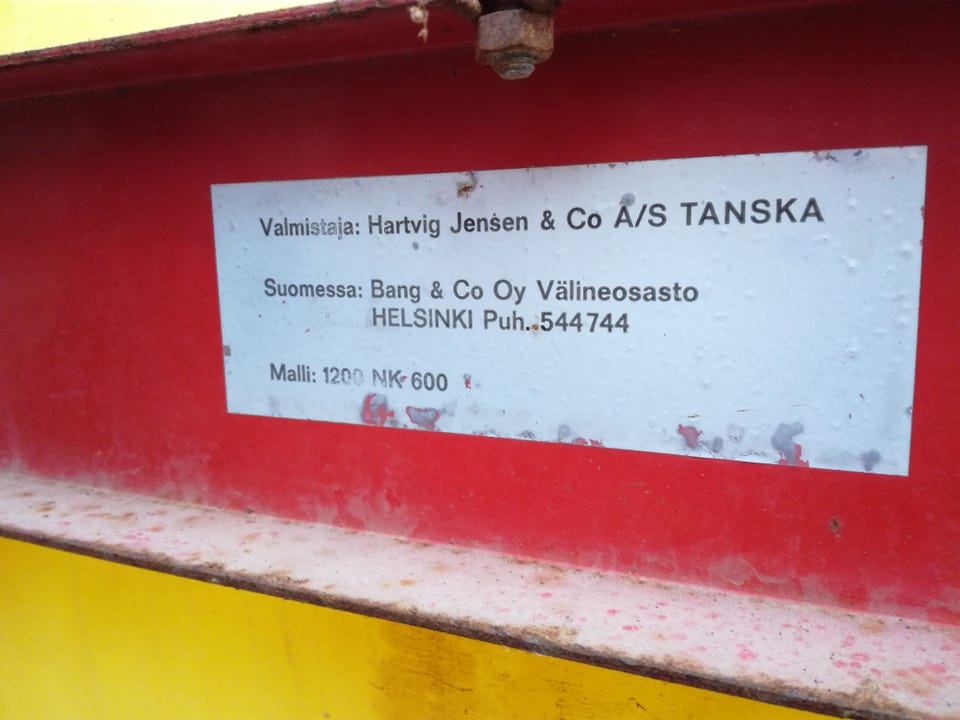 Valmistaja: Hartvig Jensen & Co A/S TANSKA
Suomessa: Bang & Co Oy Välineosasto
HELSINKI Puh. 544744
Malli: 1200 NK 600